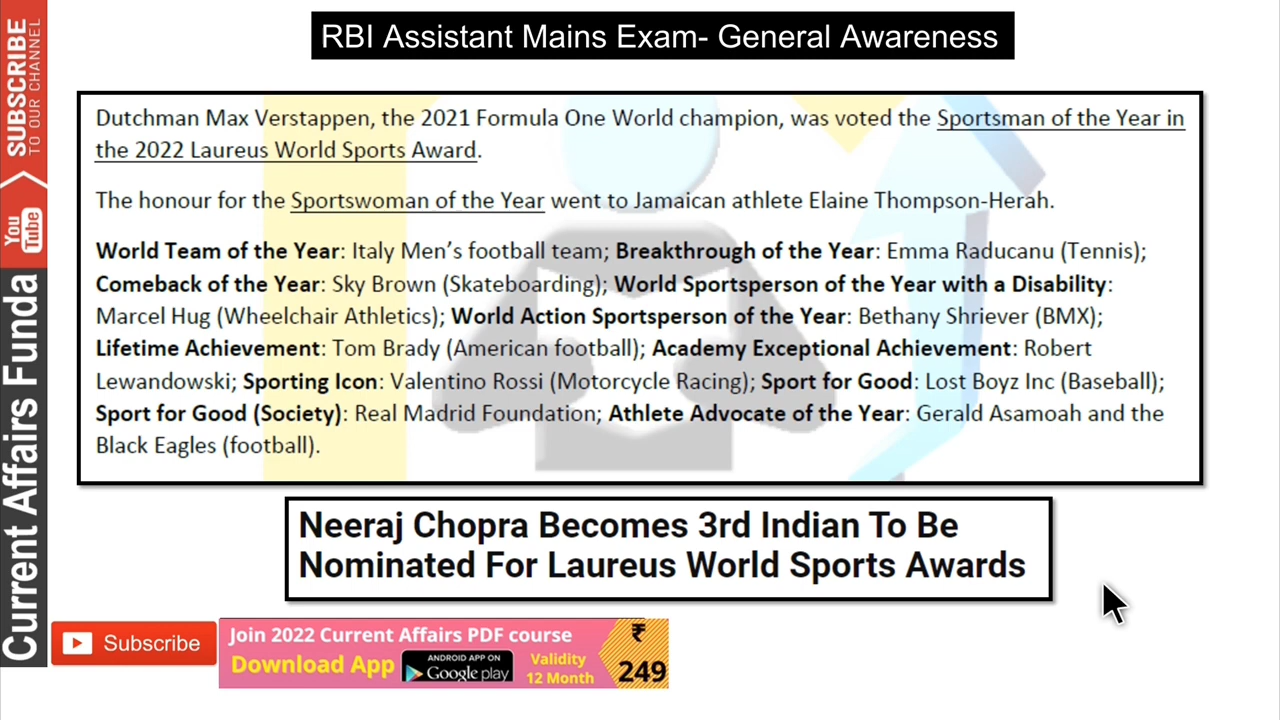 RBI Assistant Mains Exam- General Awareness
SUBSCRIBE
TO OUR CHANNEL
You
Tube
Current Affairs Funda
Dutchman Max Verstappen, the 2021 Formula One World champion, was voted the Sportsman of the Year in
the 2022 Laureus World Sports Award.
The honour for the Sportswoman of the Year went to Jamaican athlete Elaine Thompson-Herah.
World Team of the Year: Italy Men’s football team; Breakthrough of the Year: Emma Raducanu (Tennis);
Comeback of the Year: Sky Brown (Skateboarding); World Sportsperson of the Year with a Disability:
Marcel Hug (Wheelchair Athletics); World Action Sportsperson of the Year: Bethany Shriever (BMX);
Lifetime Achievement: Tom Brady (American football); Academy Exceptional Achievement: Robert
Lewandowski; Sporting Icon: Valentino Rossi (Motorcycle Racing); Sport for Good: Lost Boyz Inc (Baseball);
Sport for Good (Society): Real Madrid Foundation; Athlete Advocate of the Year: Gerald Asamoah and the
Black Eagles (football).
Neeraj Chopra Becomes 3rd Indian To Be
Nominated For Laureus World Sports Awards
Subscribe
Join 2022 Current Affairs PDF course
Download App
ANDROID APP ON
Google play
Validity
12 Month
₹
249